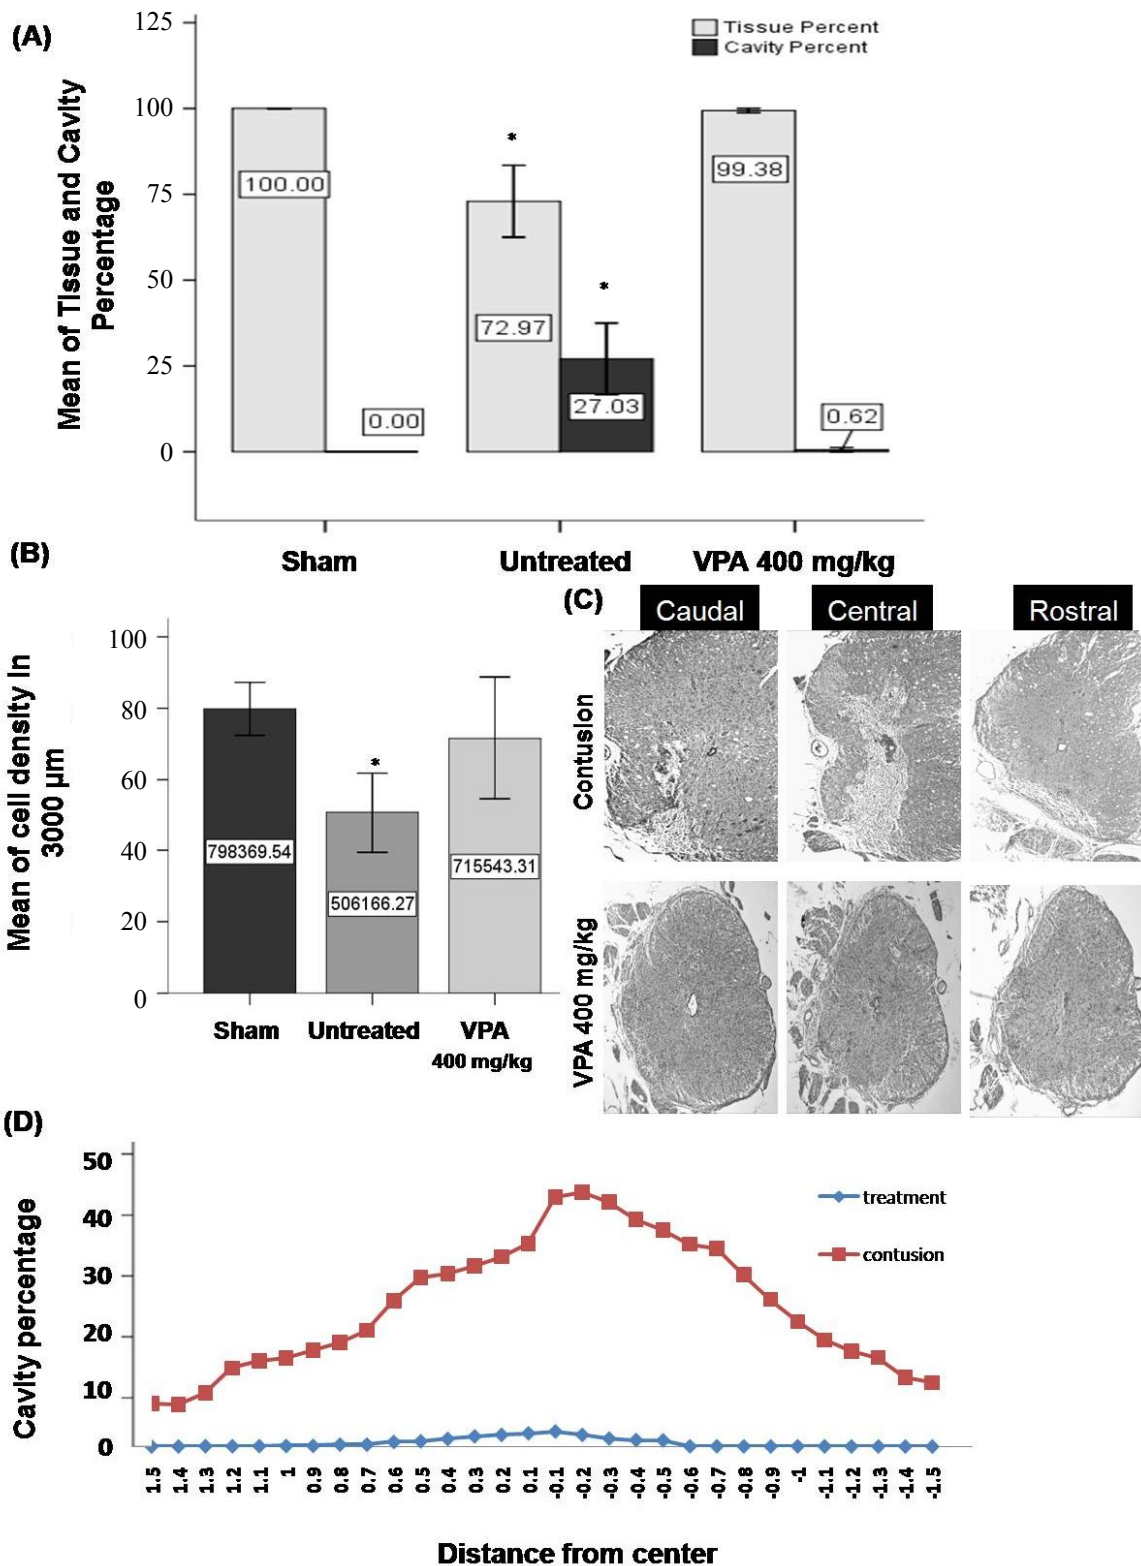 (A)
Mean of Tissue and Cavity
Percentage
125
100
75
50
25
0
Tissue Percent
Cavity Percent
*
*
100.00
0.00
72.97
27.03
99.38
0.62
Sham
Untreated
VPA 400 mg/kg
(B)
Mean of cell density in
3000 μm
100
80
60
40
20
0
*
798369.54
506166.27
715543.31
Sham
Untreated
VPA
400 mg/kg
(C)
Caudal
Central
Rostral
Contusion
VPA 400 mg/kg
(D)
Cavity percentage
50
40
30
20
10
0
treatment
contusion
1.5
1.4
1.3
1.2
1.1
1
0.9
0.8
0.7
0.6
0.5
0.4
0.3
0.2
0.1
-0.1
-0.2
-0.3
-0.4
-0.5
-0.6
-0.7
-0.8
-0.9
-1
-1.1
-1.2
-1.3
-1.4
-1.5
Distance from center